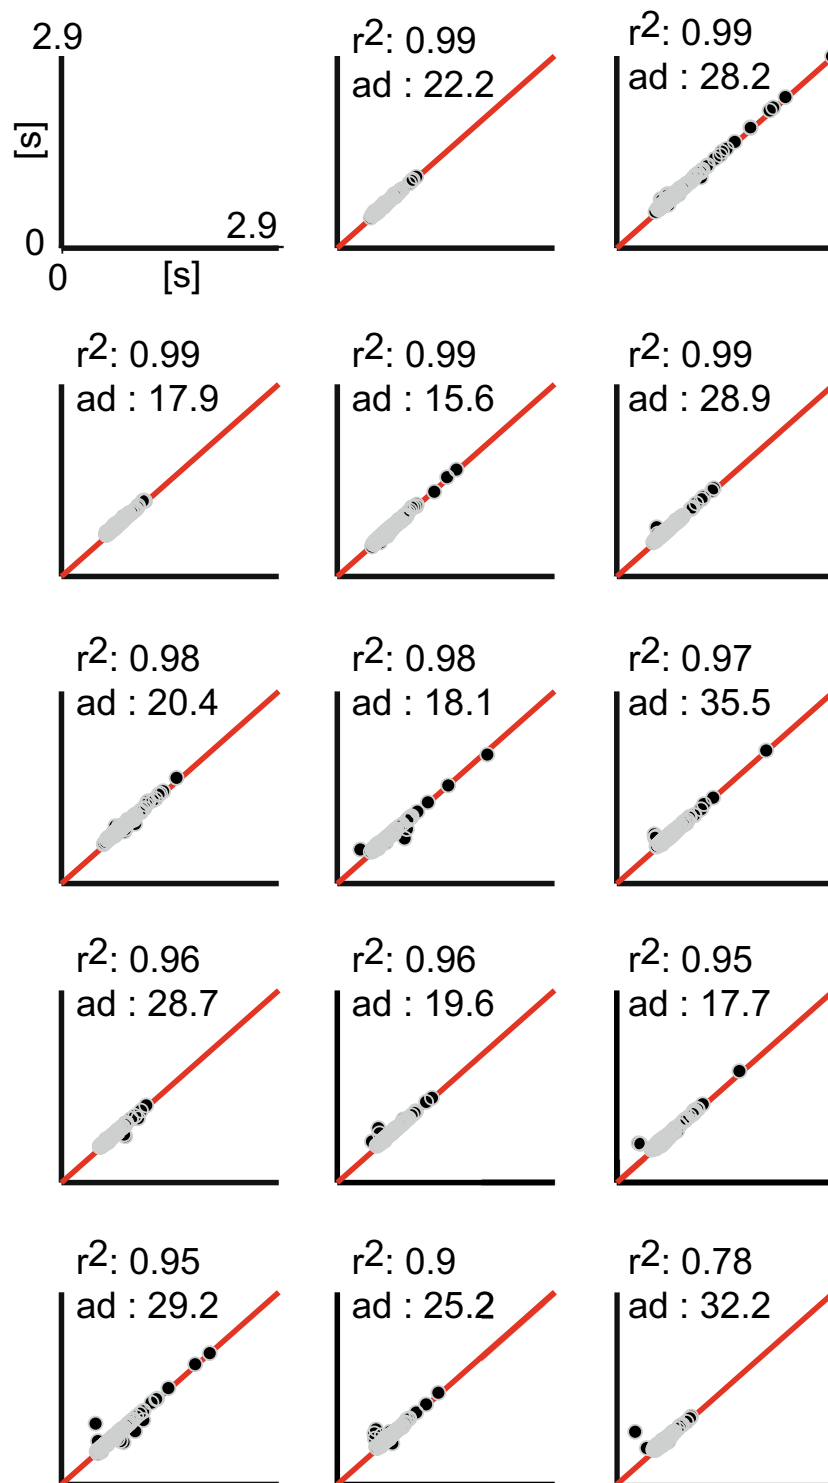 2.9
[s]
0
2.9
0
[s]
r2: 0.99
ad : 22.2
r2: 0.99
ad : 28.2
r2: 0.99
ad : 17.9
r2: 0.99
ad : 15.6
r2: 0.99
ad : 28.9
r2: 0.98
ad : 20.4
r2: 0.98
ad : 18.1
r2: 0.97
ad : 35.5
r2: 0.96
ad : 28.7
r2: 0.96
ad : 19.6
r2: 0.95
ad : 17.7
r2: 0.95
ad : 29.2
r2: 0.9
ad : 25.2
r2: 0.78
ad : 32.2